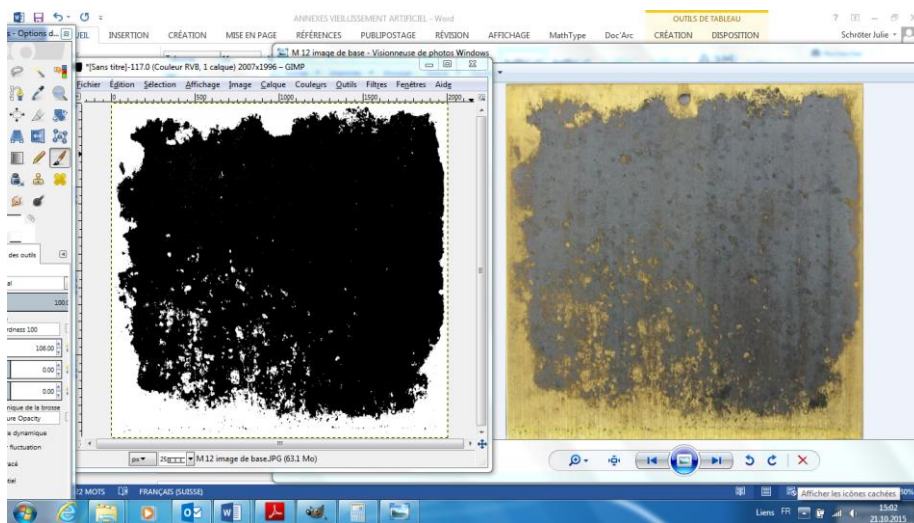 ANNEXES VIEILLISSEMENT ARTIFICIEL - Word
OUTILS DE TABLEAU
INSERTION CRÉATION MISE EN PAGE RÉFÉRENCES PUBLIPOSTAGE RÉVISION AFFICHAGE MathType Doc'Arc CRÉATION DISPOSITION Schröter Julie
- Options d...
M 12 image de base - Visionneuse de photos Windows
*[Sans titre]-117.0 (Couleur RVB, 1 calque) 2007x1996 – GIMP
Fichier Édition Sélection Affichage Image Calque Couleurs Outils Filtres Fenêtres Aide
0 500 1000 1500 2000
des outils
100.0
rdness 100
108.00
0.00
0.00
mique de la brosse
ure Opacity
e dynamique
fluctuation
racé
tiel
px 25 M 12 image de base.JPG (63.1 Mo)
22 MOTS FRANÇAIS (SUISSE)
Afficher les icônes cachées
Liens FR 15:02
21.10.2015